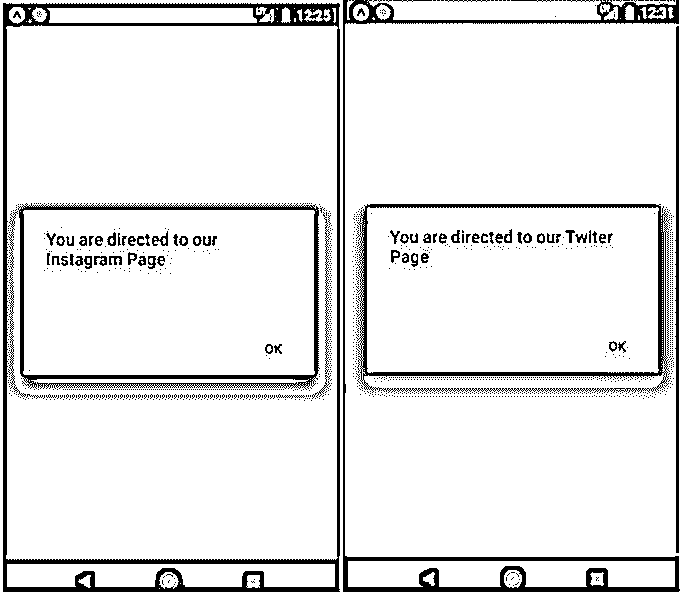 12:25
You are directed to our
Instagram Page
OK
12:31
You are directed to our Twiter
Page
OK